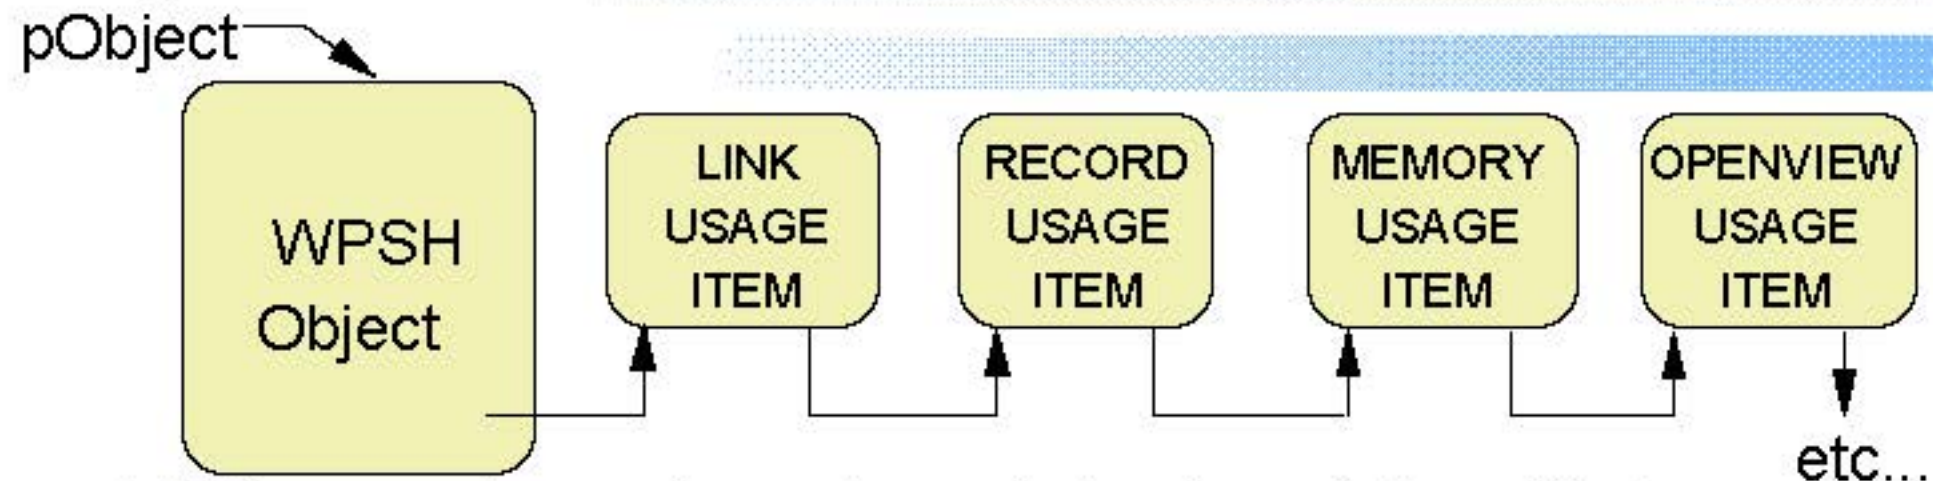 pObject
WPSH
Object
LINK
USAGE
ITEM
RECORD
USAGE
ITEM
MEMORY
USAGE
ITEM
OPENVIEW
USAGE
ITEM
etc...